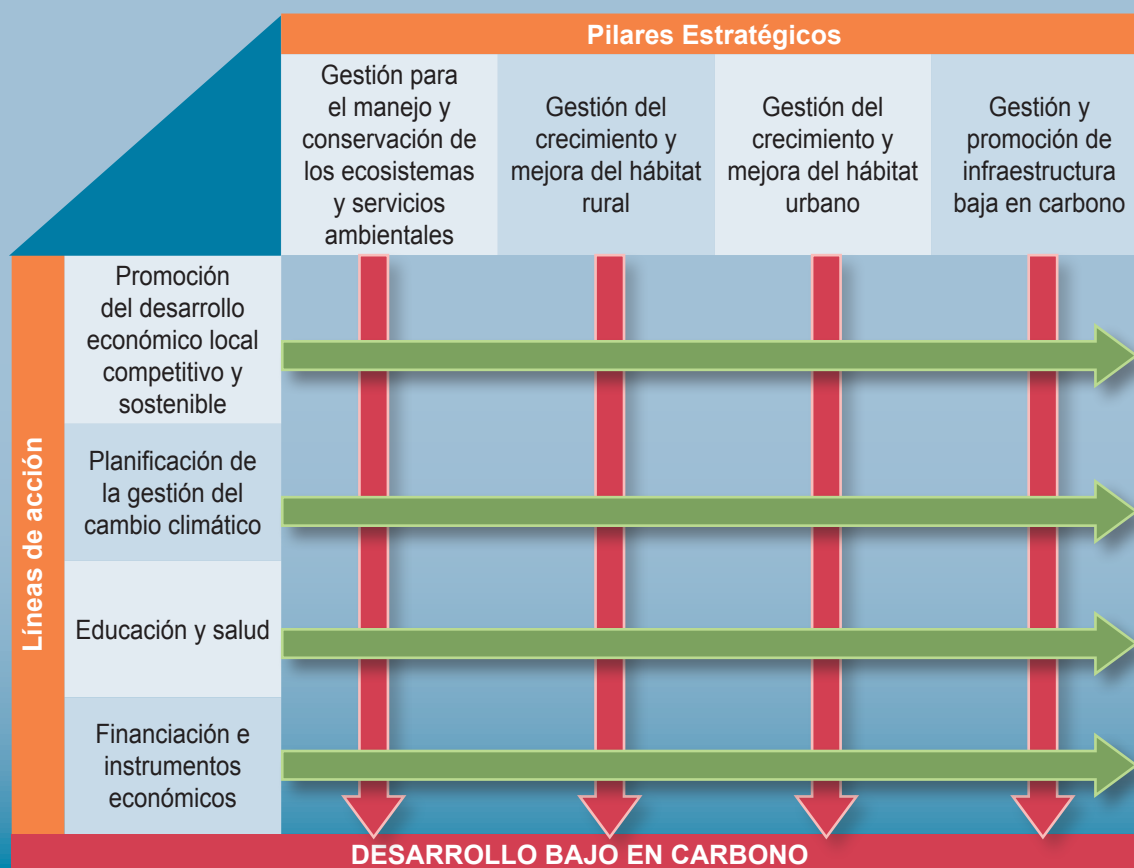 Pilares Estratégicos
Gestión para
el manejo y
conservación de
los ecosistemas
y servicios
ambientales
Gestión del
crecimiento y
mejora del hábitat
rural
Gestión del
crecimiento y
mejora del hábitat
urbano
Gestión y
promoción de
infraestructura
baja en carbono
Líneas de acción
Promoción
del desarrollo
económico local
competitivo y
sostenible
Planificación de
la gestión del
cambio climático
Educación y salud
Financiación e
instrumentos
económicos
DESARROLLO BAJO EN CARBONO